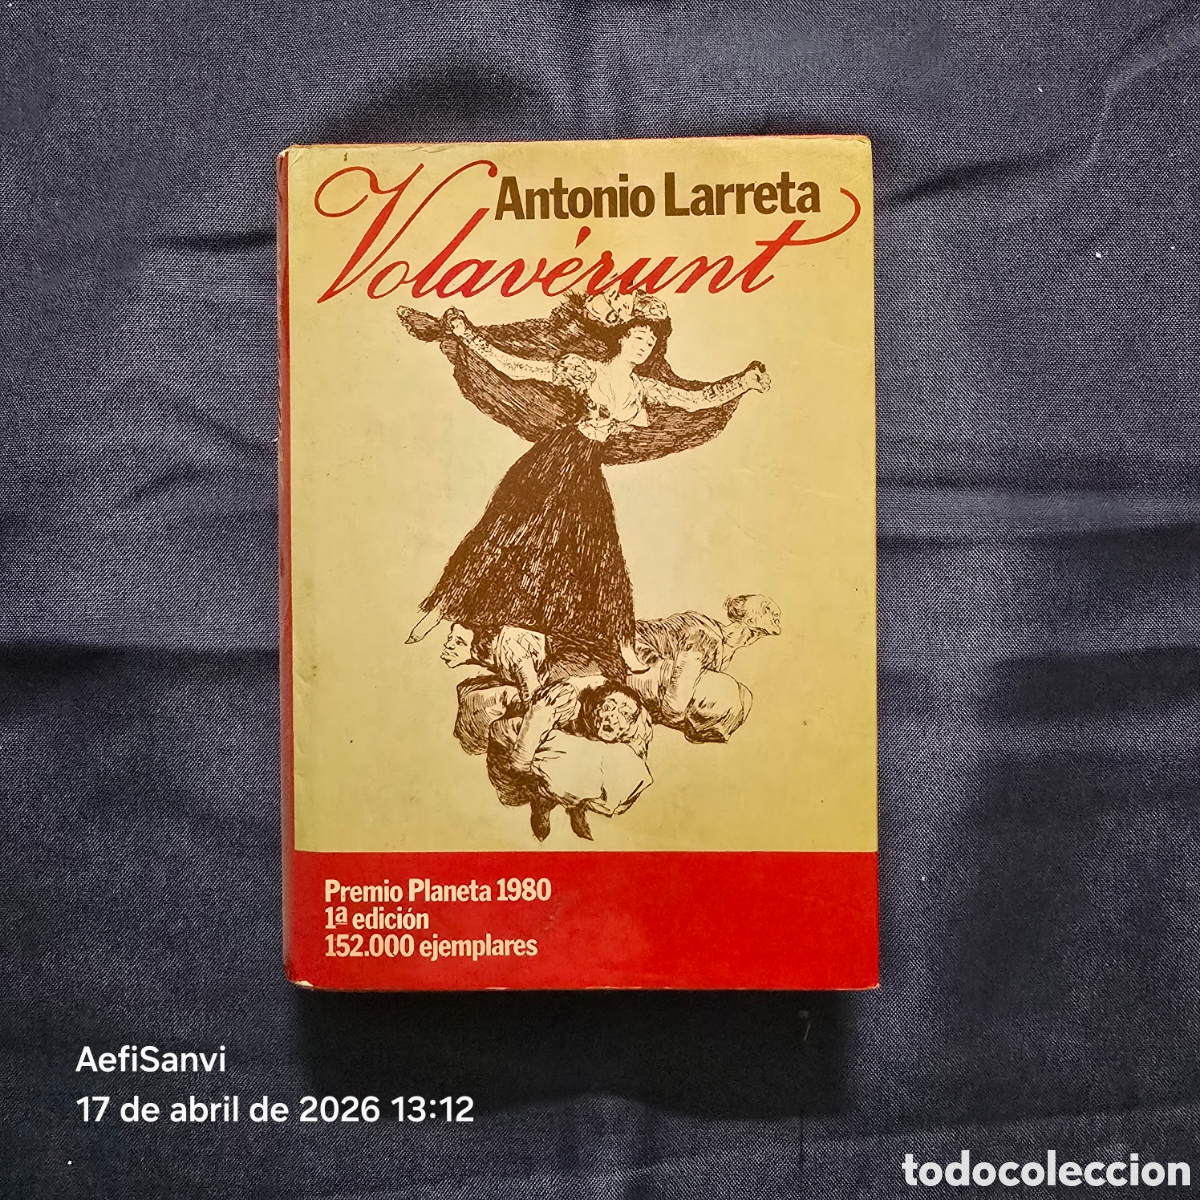 Antonio Larreta
Volavérunt
Premio Planeta 1980
1ª edición
152.000 ejemplares
AefiSanvi
17 de abril de 2026 13:12
todocoleccion